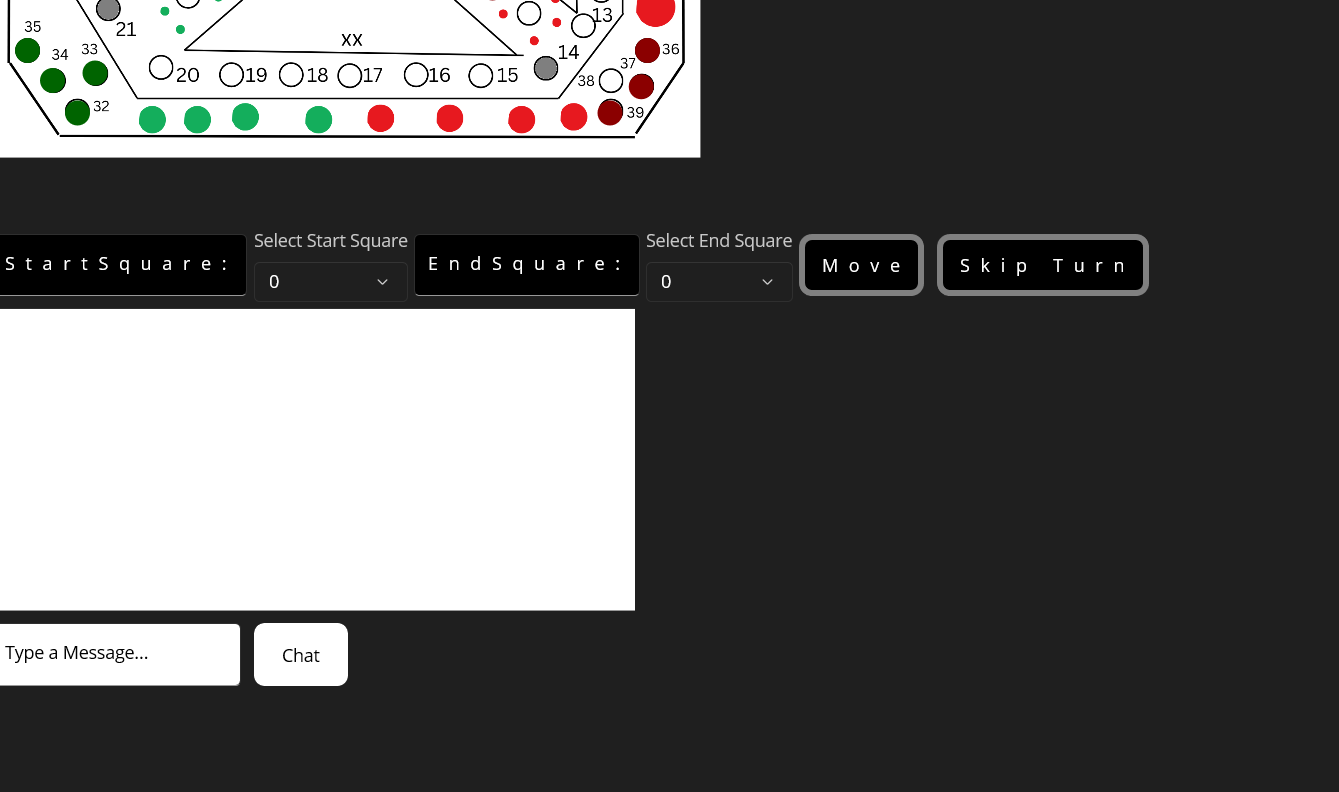 35
21
13
34
33
xx
14
36
37
20
19
18
17
16
15
38
32
39
Select Start Square
Select End Square
StartSquare:
EndSquare:
Move
Skip Turn
0
0
Type a Message...
Chat